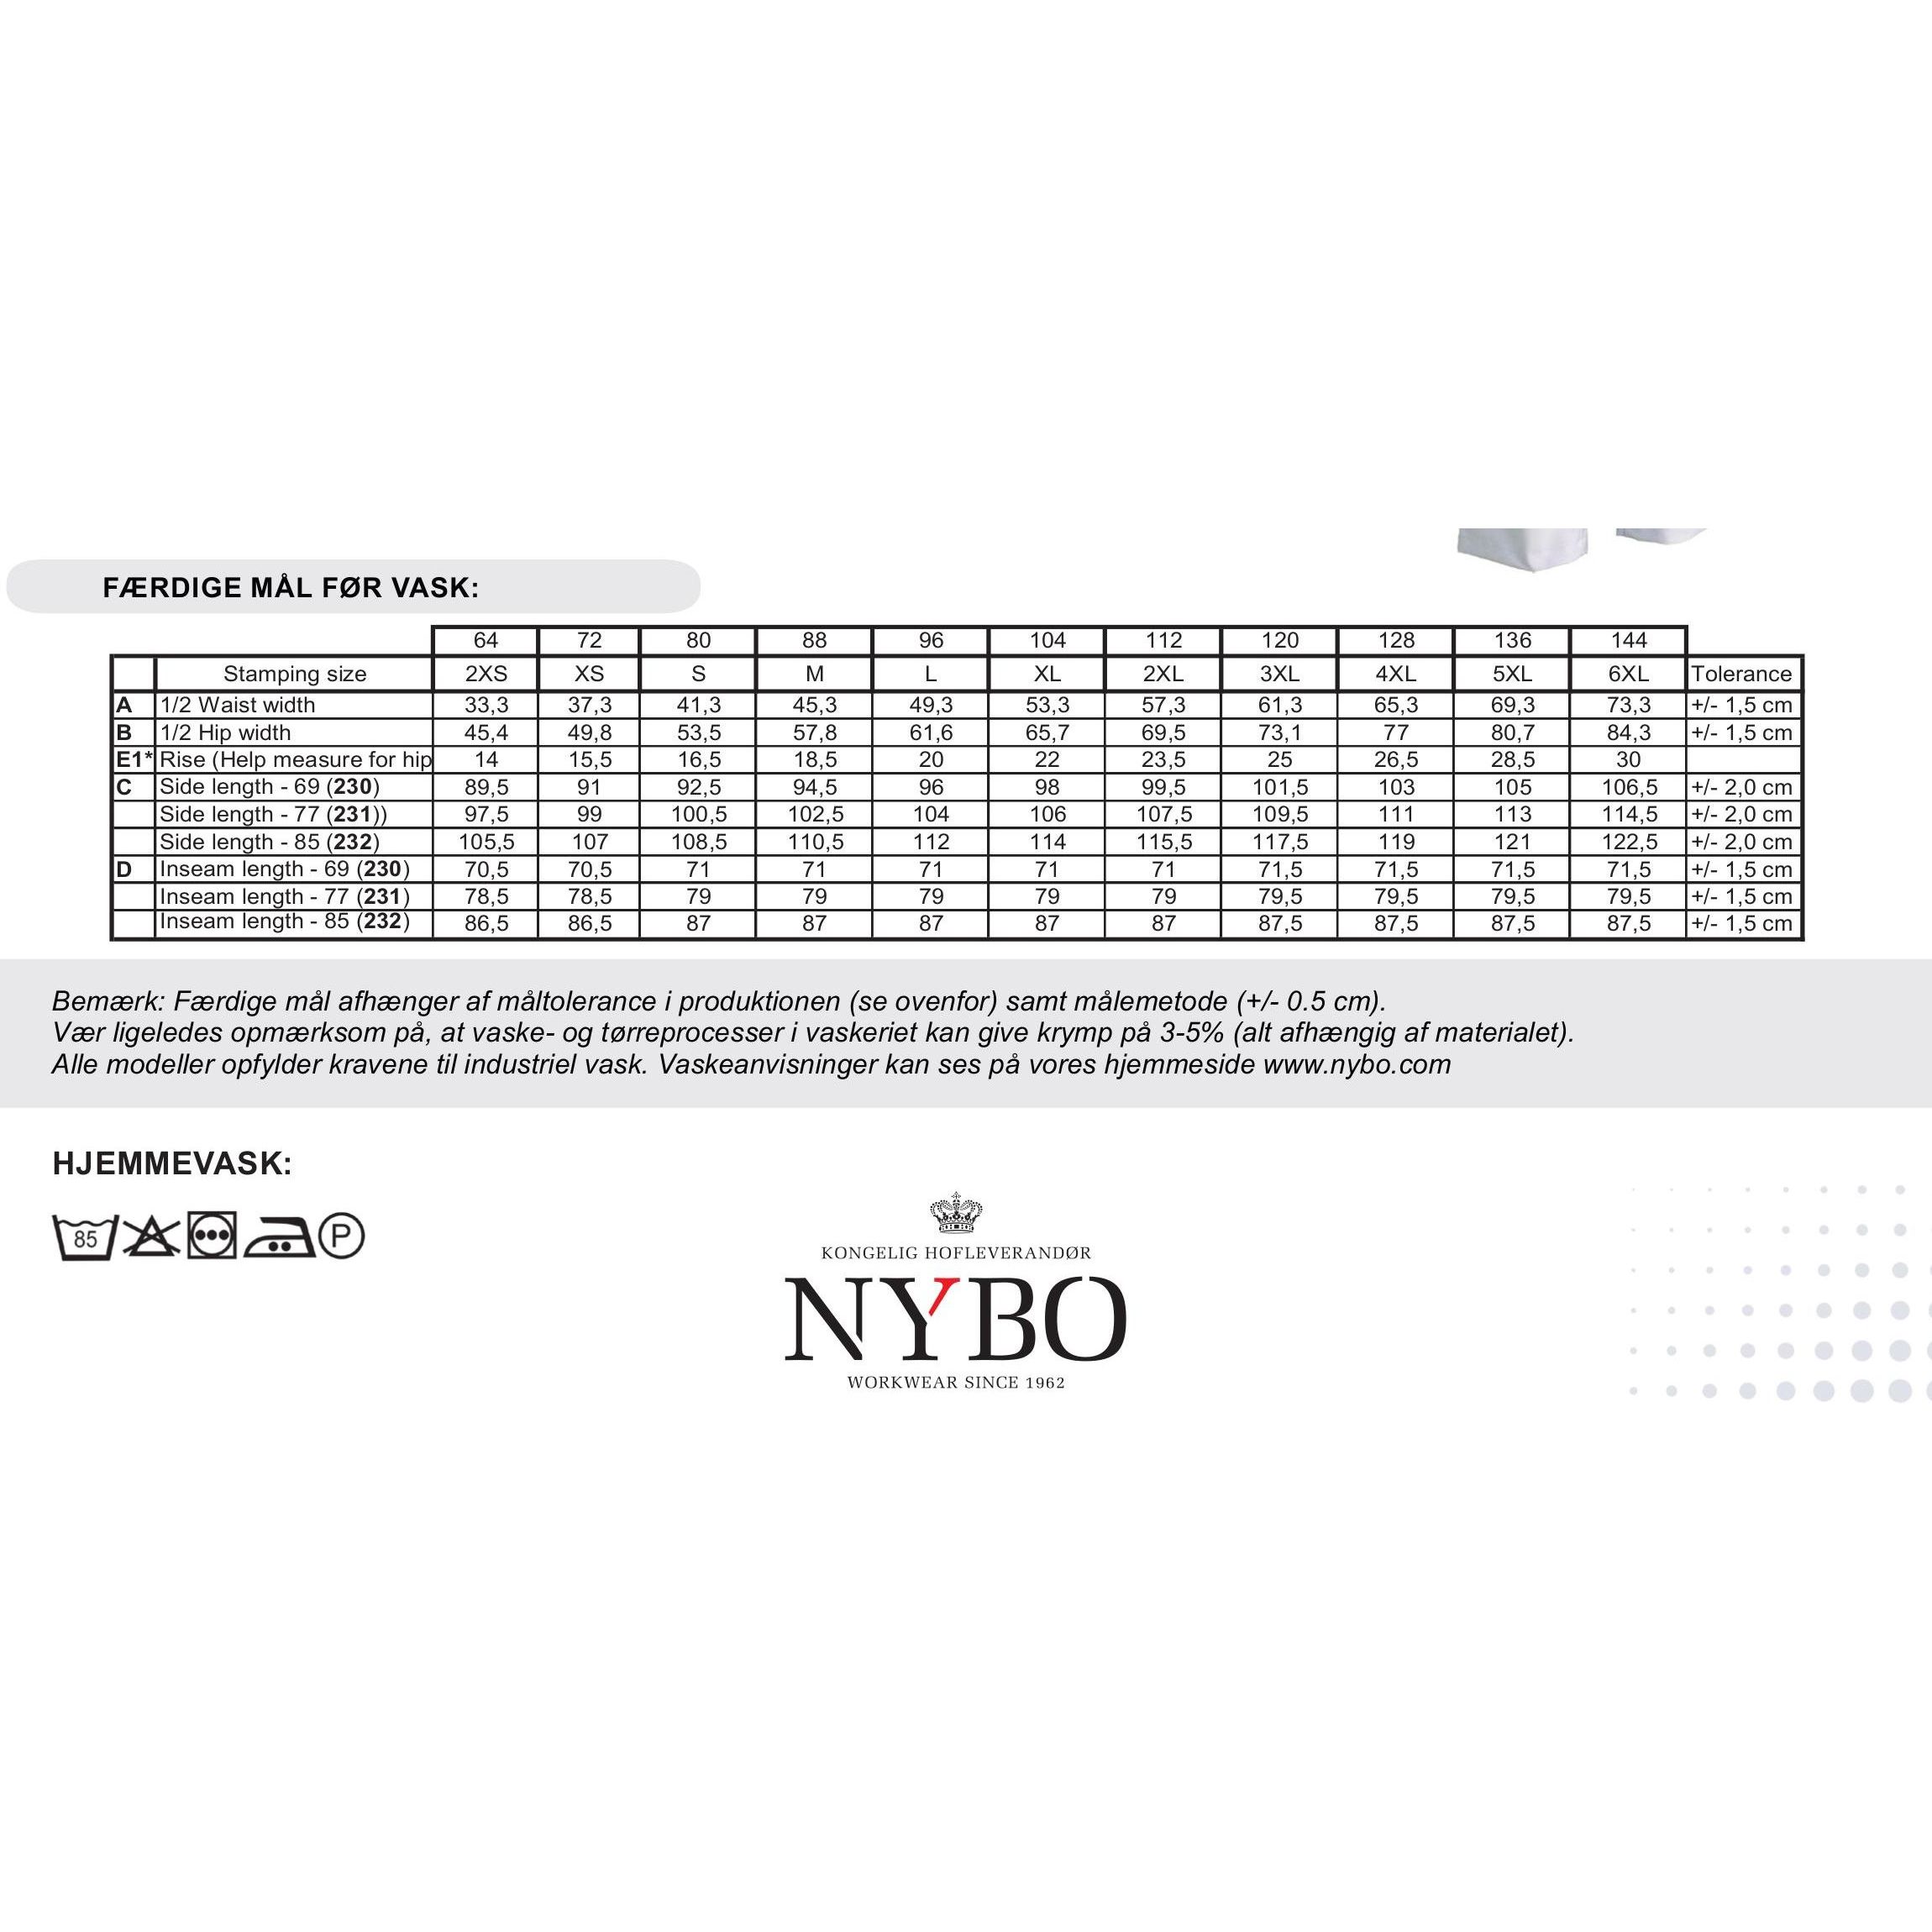 FÆRDIGE MÅL FØR VASK:
64 72 80 88 96 104 112 120 128 136 144
Stamping size 2XS XS S M L XL 2XL 3XL 4XL 5XL 6XL Tolerance
A 1/2 Waist width 33,3 37,3 41,3 45,3 49,3 53,3 57,3 61,3 65,3 69,3 73,3 +/- 1,5 cm
B 1/2 Hip width 45,4 49,8 53,5 57,8 61,6 65,7 69,5 73,1 77 80,7 84,3 +/- 1,5 cm
E1* Rise (Help measure for hip 14 15,5 16,5 18,5 20 22 23,5 25 26,5 28,5 30
C Side length - 69 (230) 89,5 91 92,5 94,5 96 98 99,5 101,5 103 105 106,5 +/- 2,0 cm
Side length - 77 (231)) 97,5 99 100,5 102,5 104 106 107,5 109,5 111 113 114,5 +/- 2,0 cm
Side length - 85 (232) 105,5 107 108,5 110,5 112 114 115,5 117,5 119 121 122,5 +/- 2,0 cm
D Inseam length - 69 (230) 70,5 70,5 71 71 71 71 71 71,5 71,5 71,5 71,5 +/- 1,5 cm
Inseam length - 77 (231) 78,5 78,5 79 79 79 79 79 79,5 79,5 79,5 79,5 +/- 1,5 cm
Inseam length - 85 (232) 86,5 86,5 87 87 87 87 87 87,5 87,5 87,5 87,5 +/- 1,5 cm
Bemærk: Færdige mål afhænger af måltolerance i produktionen (se ovenfor) samt målemetode (+/- 0.5 cm).
Vær ligeledes opmærksom på, at vaske- og tørreprocesser i vaskeriet kan give krymp på 3-5% (alt afhængig af materialet).
Alle modeller opfylder kravene til industriel vask. Vaskeanvisninger kan ses på vores hjemmeside www.nybo.com
HJEMMEVASK:
85 P
KONGELIG HOFLEVERANDØR
NYBO
WORKWEAR SINCE 1962